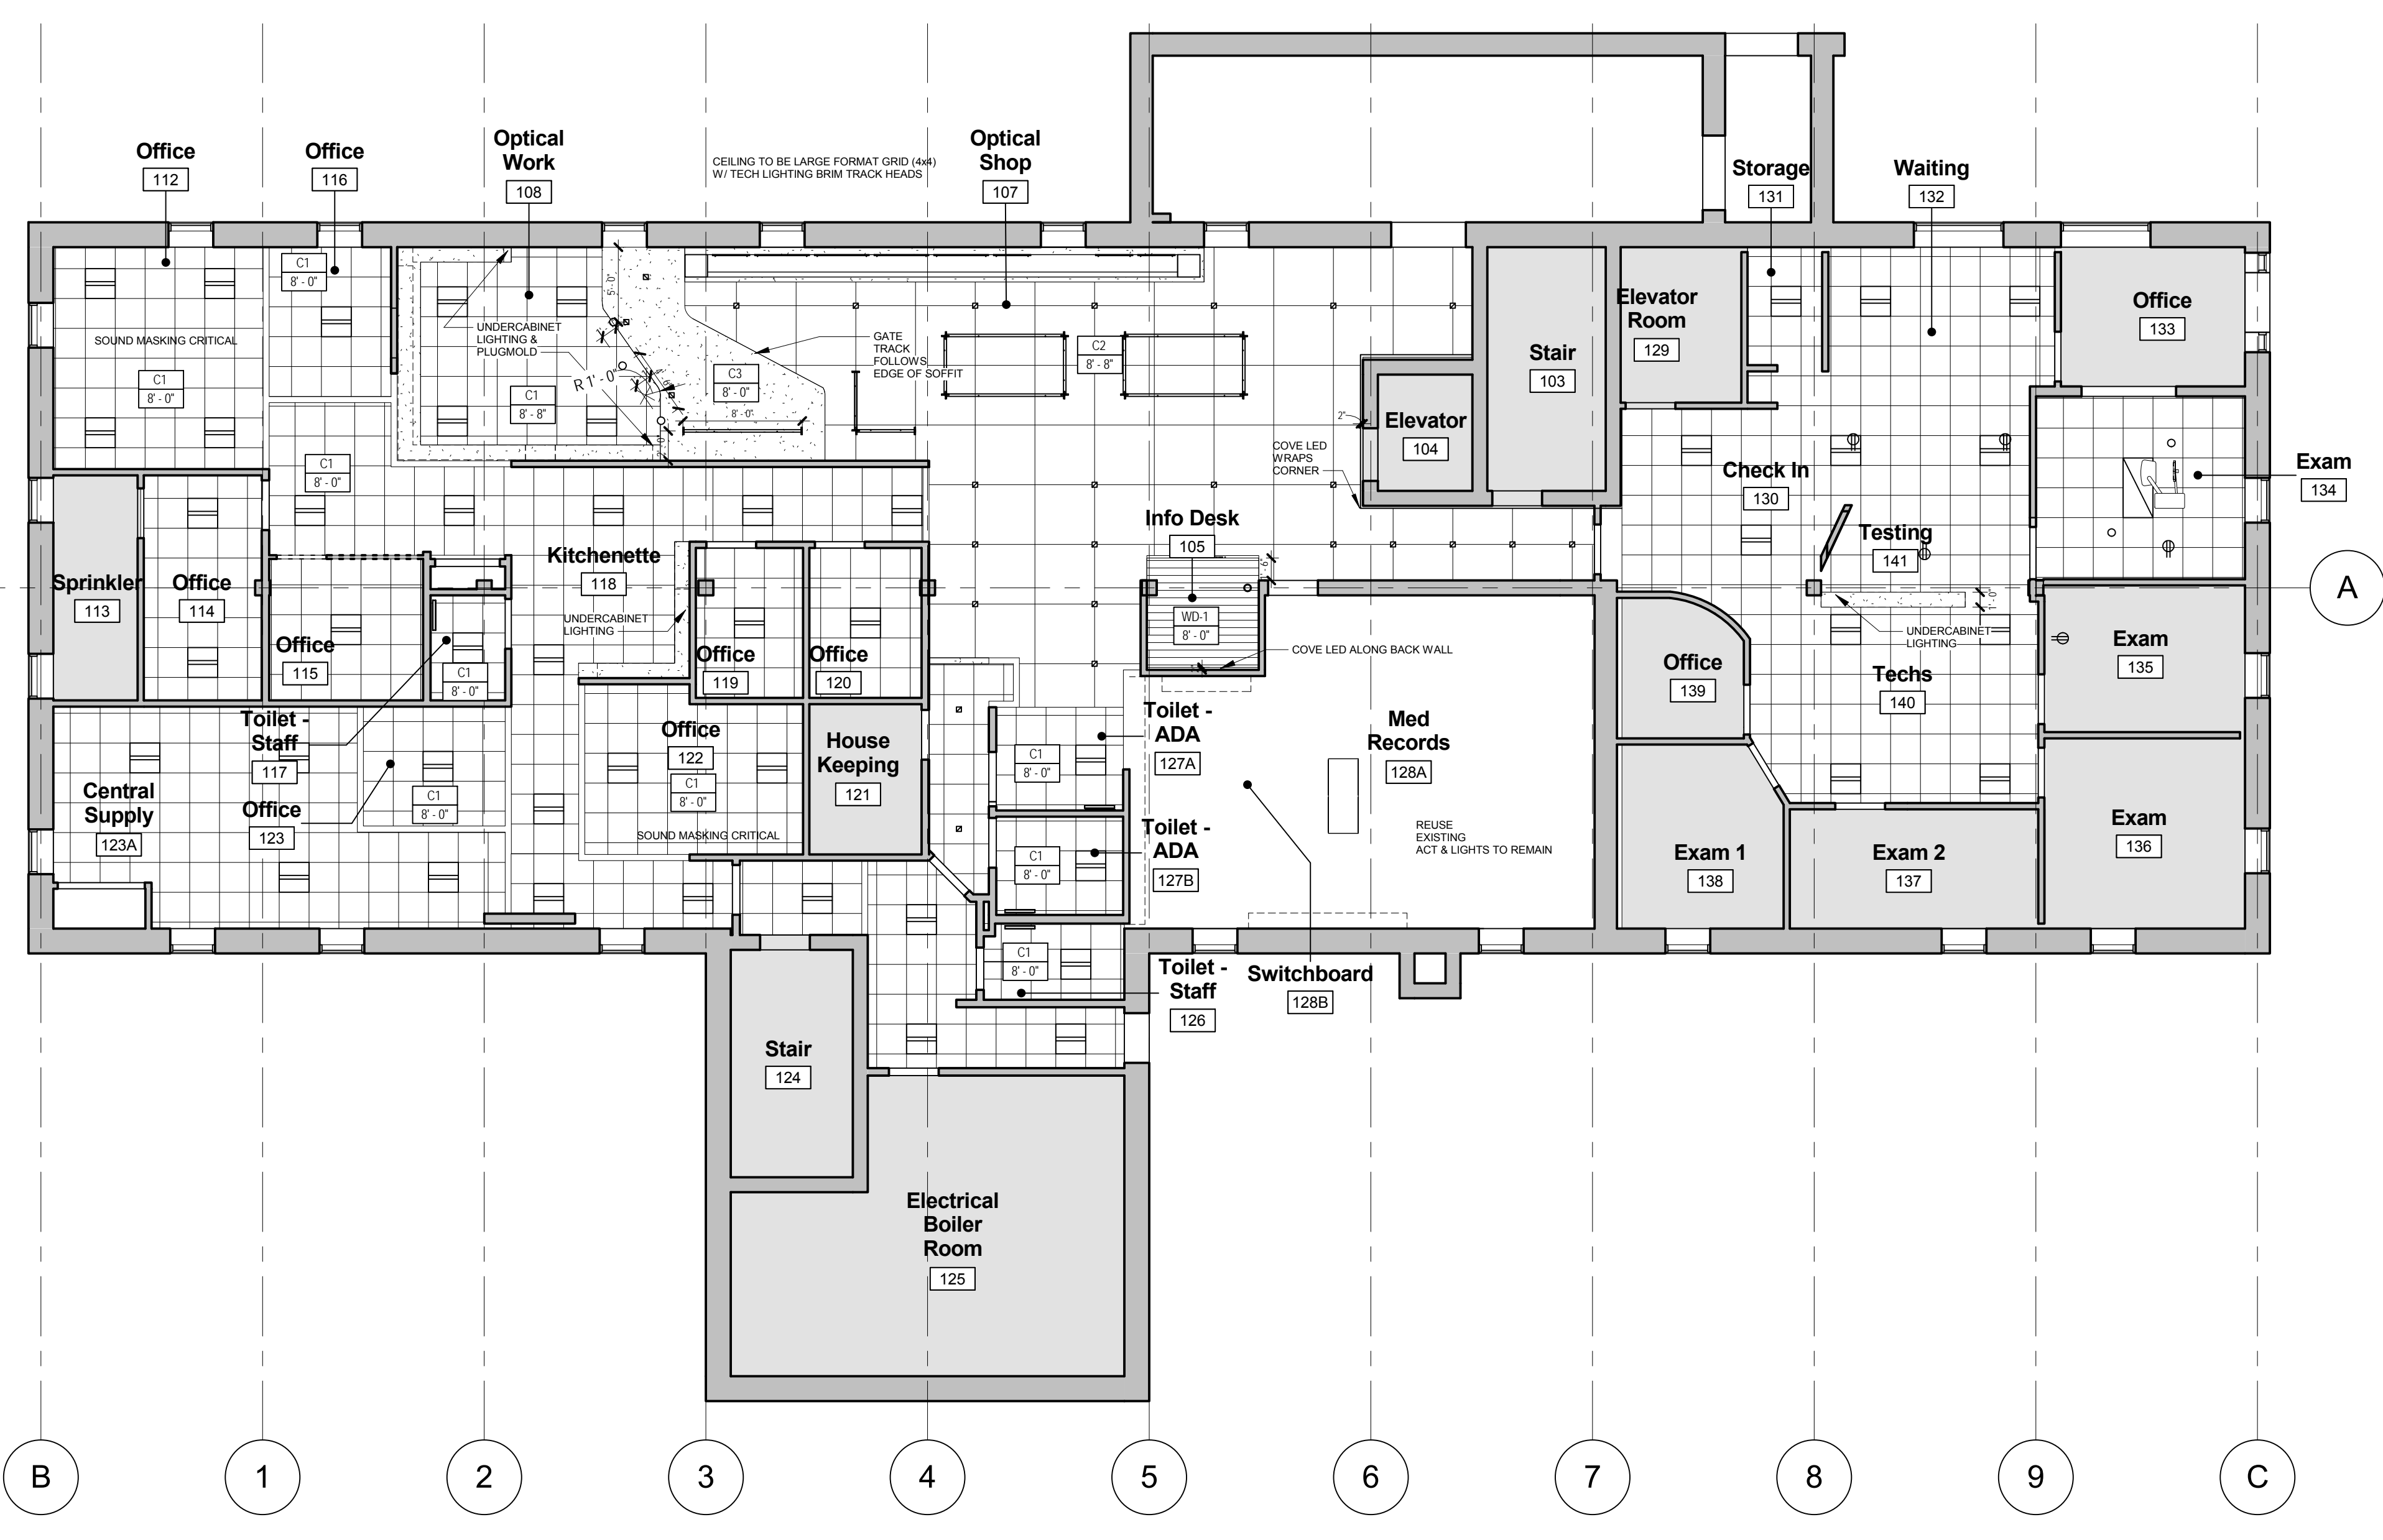 Office
112
Office
116
Optical
Work
108
CEILING TO BE LARGE FORMAT GRID (4x4)
W/ TECH LIGHTING BRIM TRACK HEADS
Optical
Shop
107
Storage
131
Waiting
132
C1
8' - 0"
5'-0"
SOUND MASKING CRITICAL
C1
8' - 0"
UNDERCABINET
LIGHTING &
PLUGMOLD
C1
8' - 8"
R 1' - 0"
C3
8' - 0"
8' - 0"
GATE
TRACK
FOLLOWS
EDGE OF SOFFIT
C2
8' - 8"
Elevator
Room
129
Stair
103
Elevator
104
2"
COVE LED
WRAPS
CORNER
Office
133
Exam
134
Check In
130
Testing
141
C1
8' - 0"
Info Desk
105
WD-1
8' - 0"
COVE LED ALONG BACK WALL
Sprinkler
113
Office
114
Office
115
Kitchenette
118
UNDERCABINET
LIGHTING
Office
119
Office
120
C1
8' - 0"
Toilet -
Staff
117
Central
Supply
123A
Office
123
C1
8' - 0"
Office
122
C1
8' - 0"
SOUND MASKING CRITICAL
House
Keeping
121
C1
8' - 0"
Toilet -
ADA
127A
C1
8' - 0"
Toilet -
ADA
127B
C1
8' - 0"
Toilet -
Staff
126
Switchboard
128B
Med
Records
128A
REUSE
EXISTING
ACT & LIGHTS TO REMAIN
UNDERCABINET
LIGHTING
1' - 0"
Office
139
Techs
140
Exam
135
Exam
136
Exam 1
138
Exam 2
137
Stair
124
Electrical
Boiler
Room
125
A
B
1
2
3
4
5
6
7
8
9
C